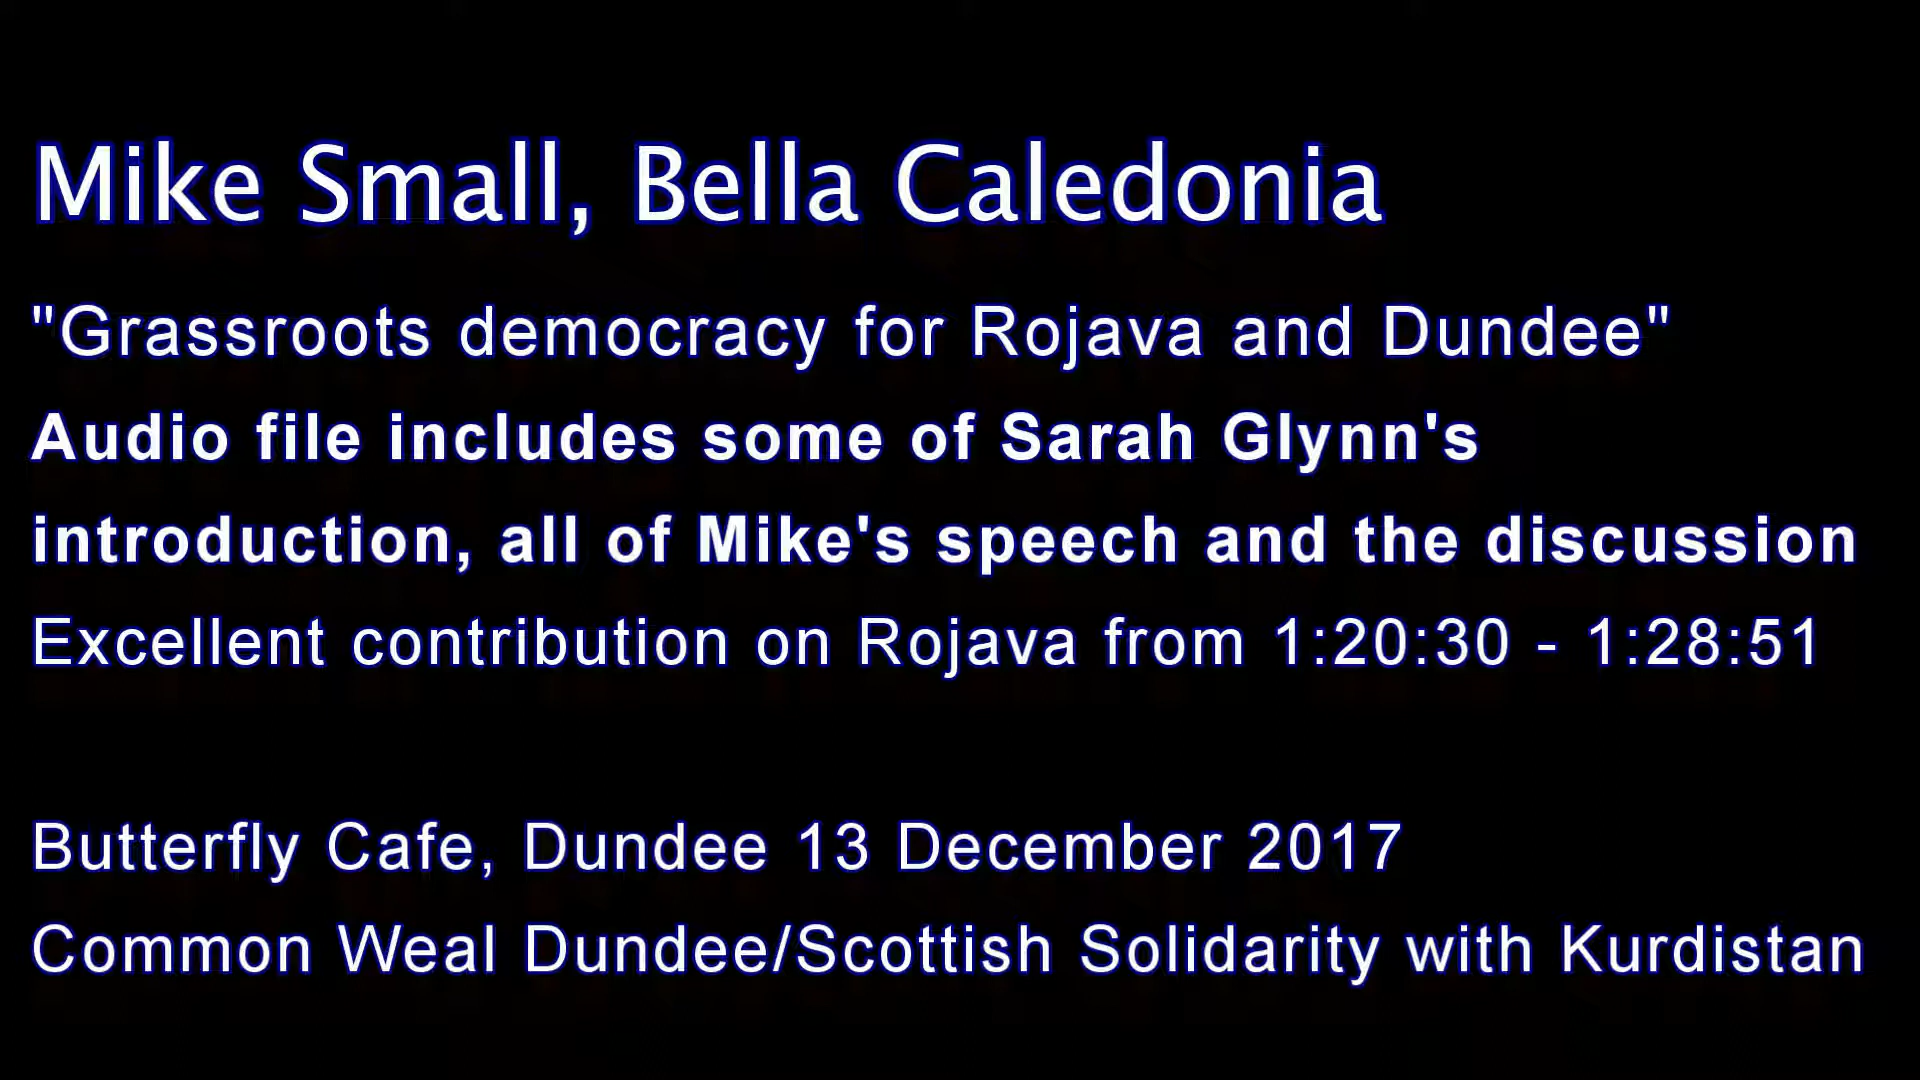 Mike Small, Bella Caledonia
"Grassroots democracy for Rojava and Dundee"
Audio file includes some of Sarah Glynn's
introduction, all of Mike's speech and the discussion
Excellent contribution on Rojava from 1:20:30 - 1:28:51
Butterfly Cafe, Dundee 13 December 2017
Common Weal Dundee/Scottish Solidarity with Kurdistan